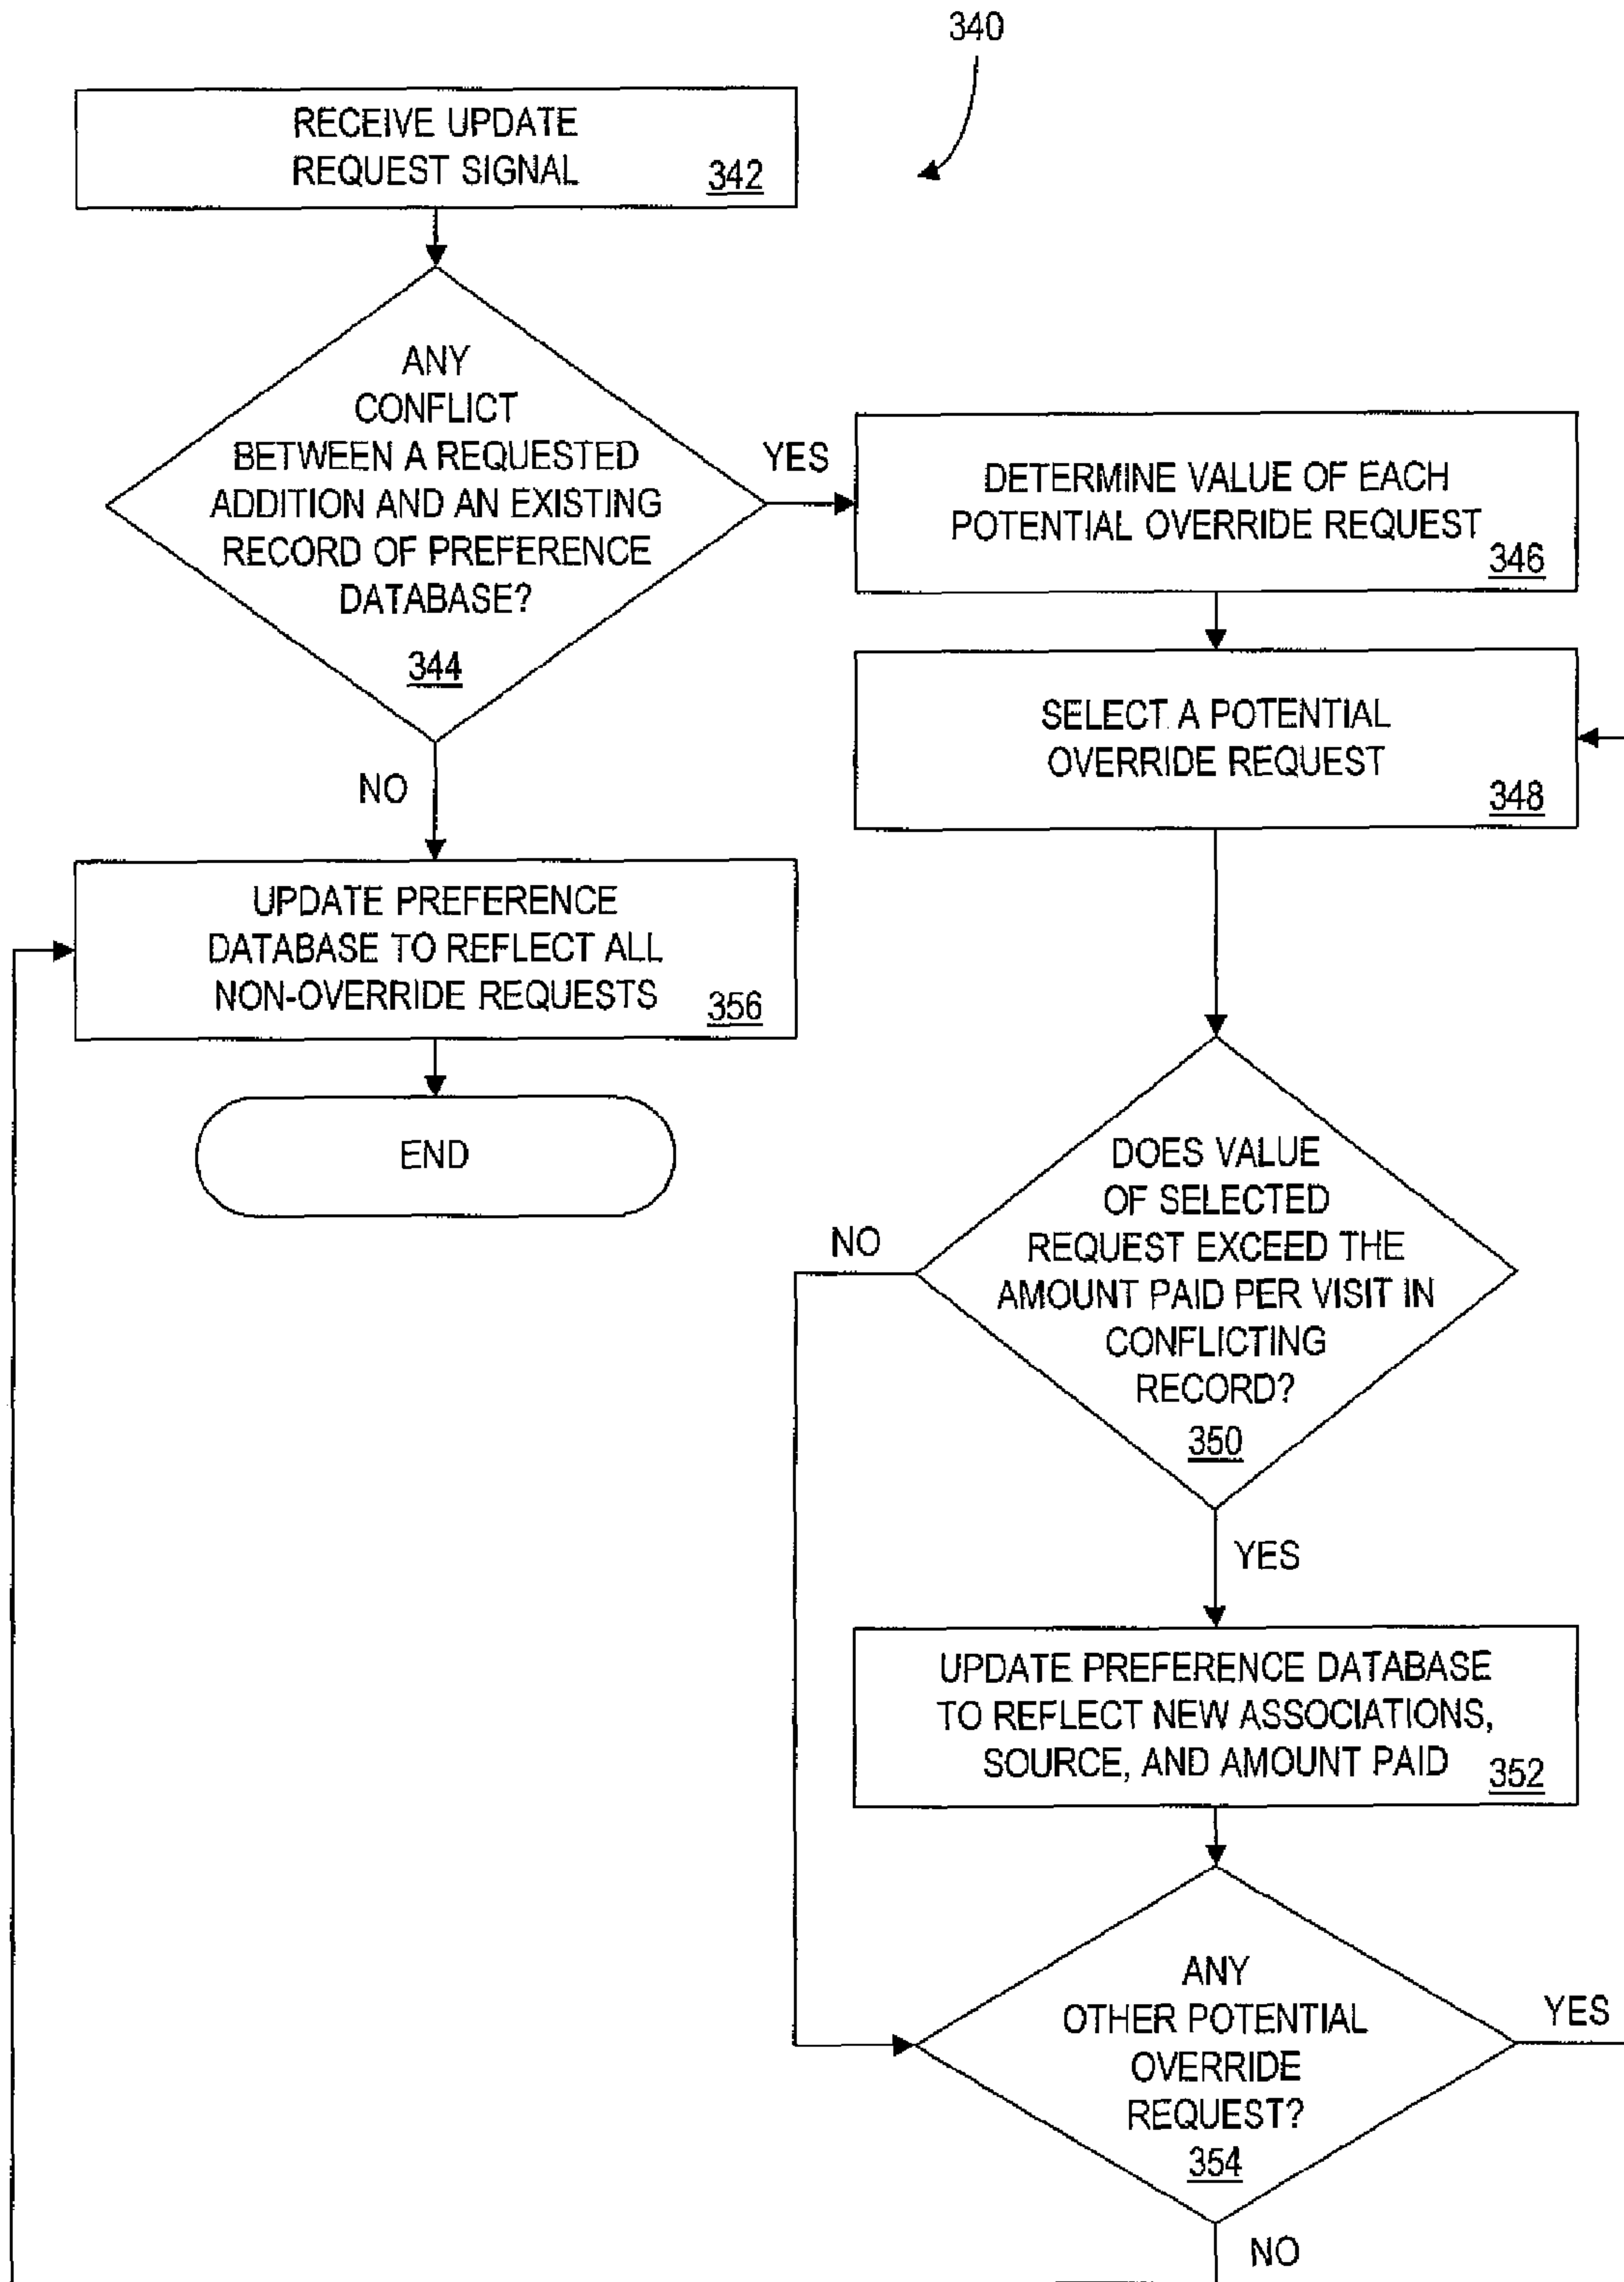 340
RECEIVE UPDATE
REQUEST SIGNAL 342
ANY
CONFLICT
BETWEEN A REQUESTED
ADDITION AND AN EXISTING
RECORD OF PREFERENCE
DATABASE?
344
YES
NO
DETERMINE VALUE OF EACH
POTENTIAL OVERRIDE REQUEST
346
SELECT A POTENTIAL
OVERRIDE REQUEST
348
UPDATE PREFERENCE
DATABASE TO REFLECT ALL
NON-OVERRIDE REQUESTS 356
END
DOES VALUE
OF SELECTED
REQUEST EXCEED THE
AMOUNT PAID PER VISIT IN
CONFLICTING
RECORD?
350
NO
YES
UPDATE PREFERENCE DATABASE
TO REFLECT NEW ASSOCIATIONS,
SOURCE, AND AMOUNT PAID 352
ANY
OTHER POTENTIAL
OVERRIDE
REQUEST?
354
YES
NO